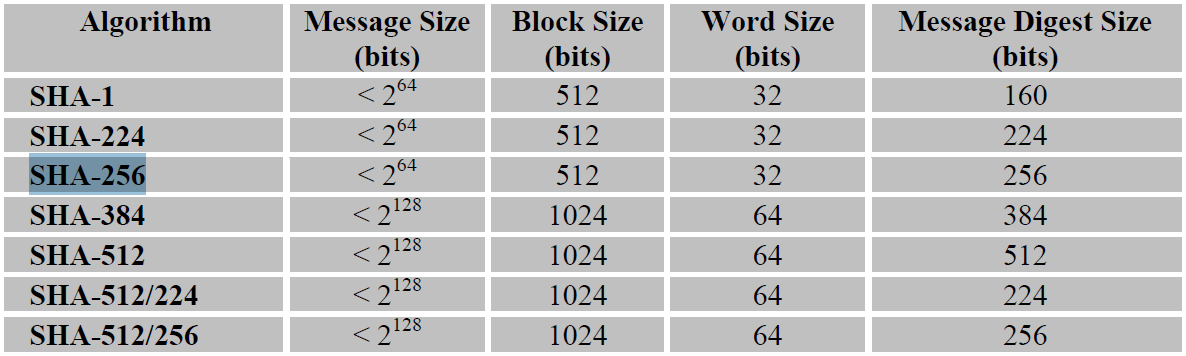 Algorithm Message Size (bits) Block Size (bits) Word Size (bits) Message Digest Size (bits)
SHA-1 < 2^64 512 32 160
SHA-224 < 2^64 512 32 224
SHA-256 < 2^64 512 32 256
SHA-384 < 2^128 1024 64 384
SHA-512 < 2^128 1024 64 512
SHA-512/224 < 2^128 1024 64 224
SHA-512/256 < 2^128 1024 64 256